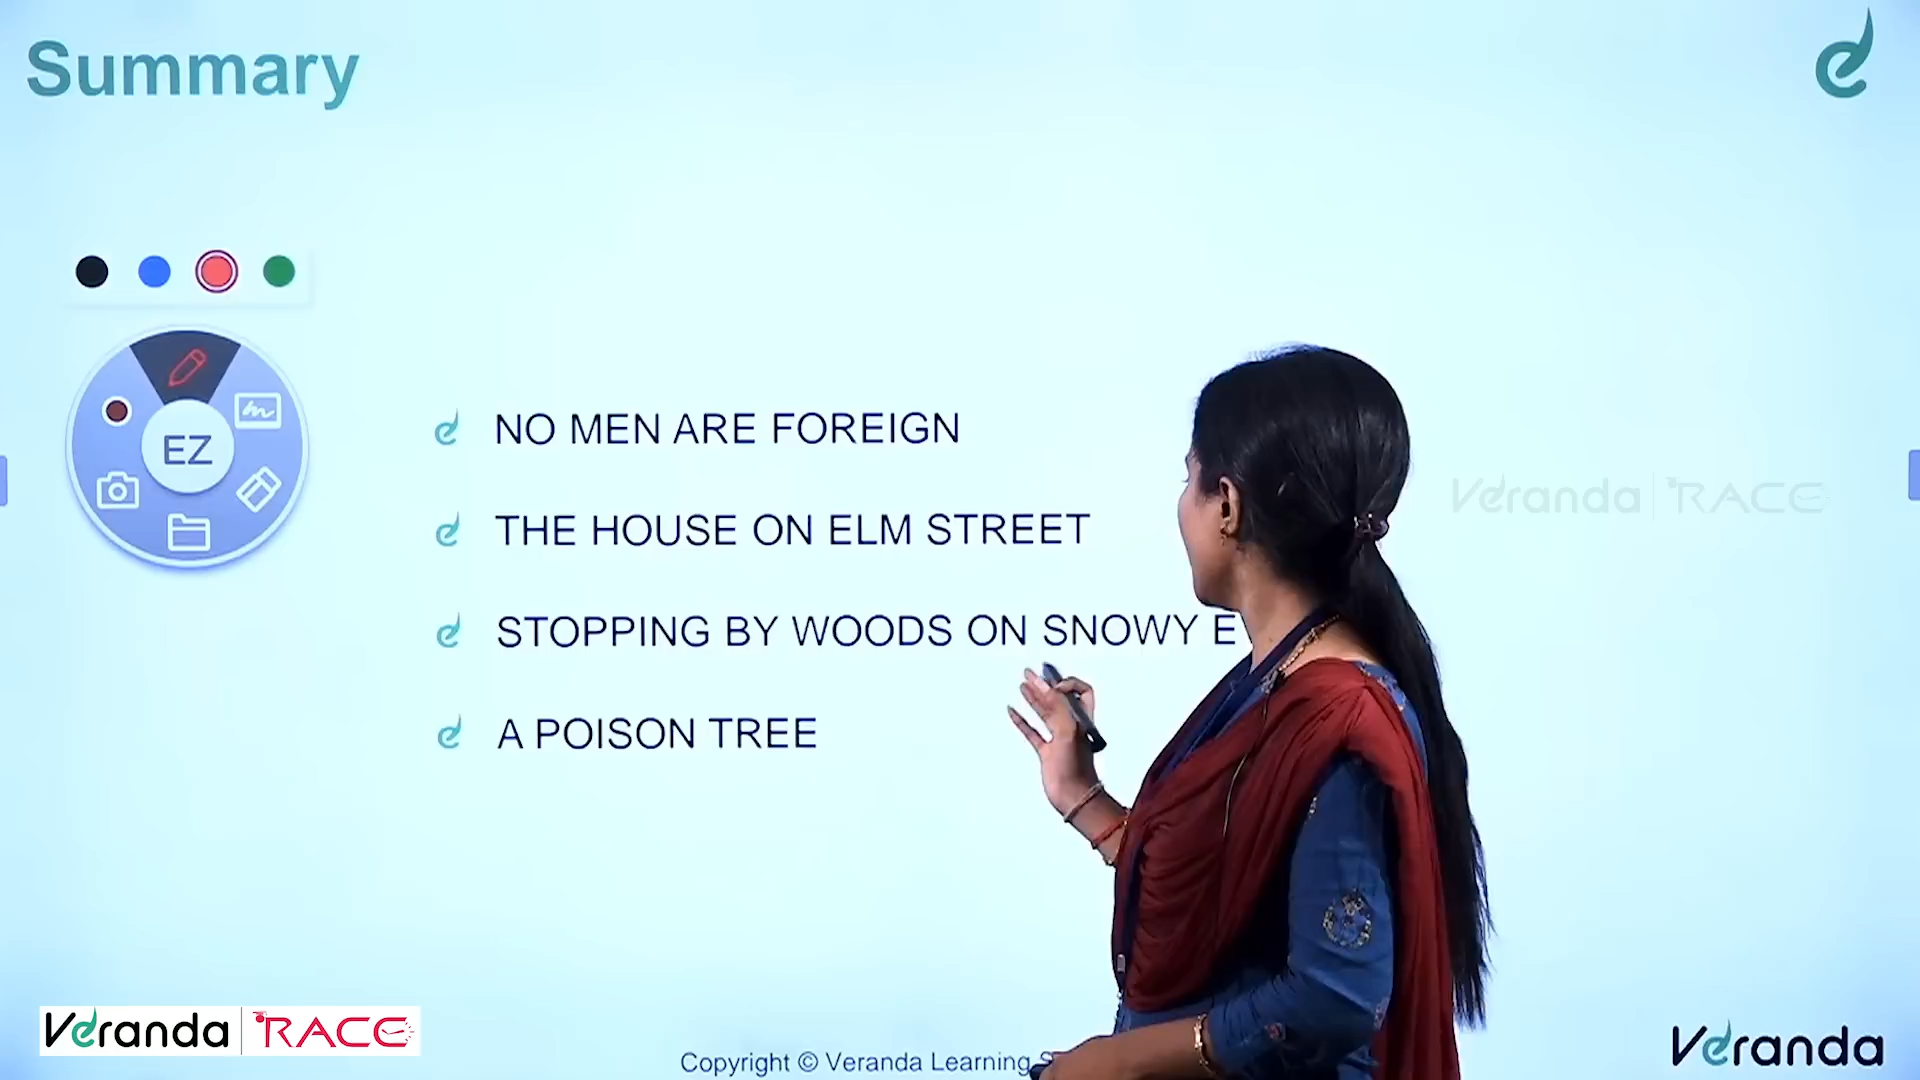 Summary
EZ
NO MEN ARE FOREIGN
THE HOUSE ON ELM STREET
Veranda RACE
STOPPING BY WOODS ON SNOWY E
A POISON TREE
Veranda RACE
Veranda
Copyright © Veranda Learning S